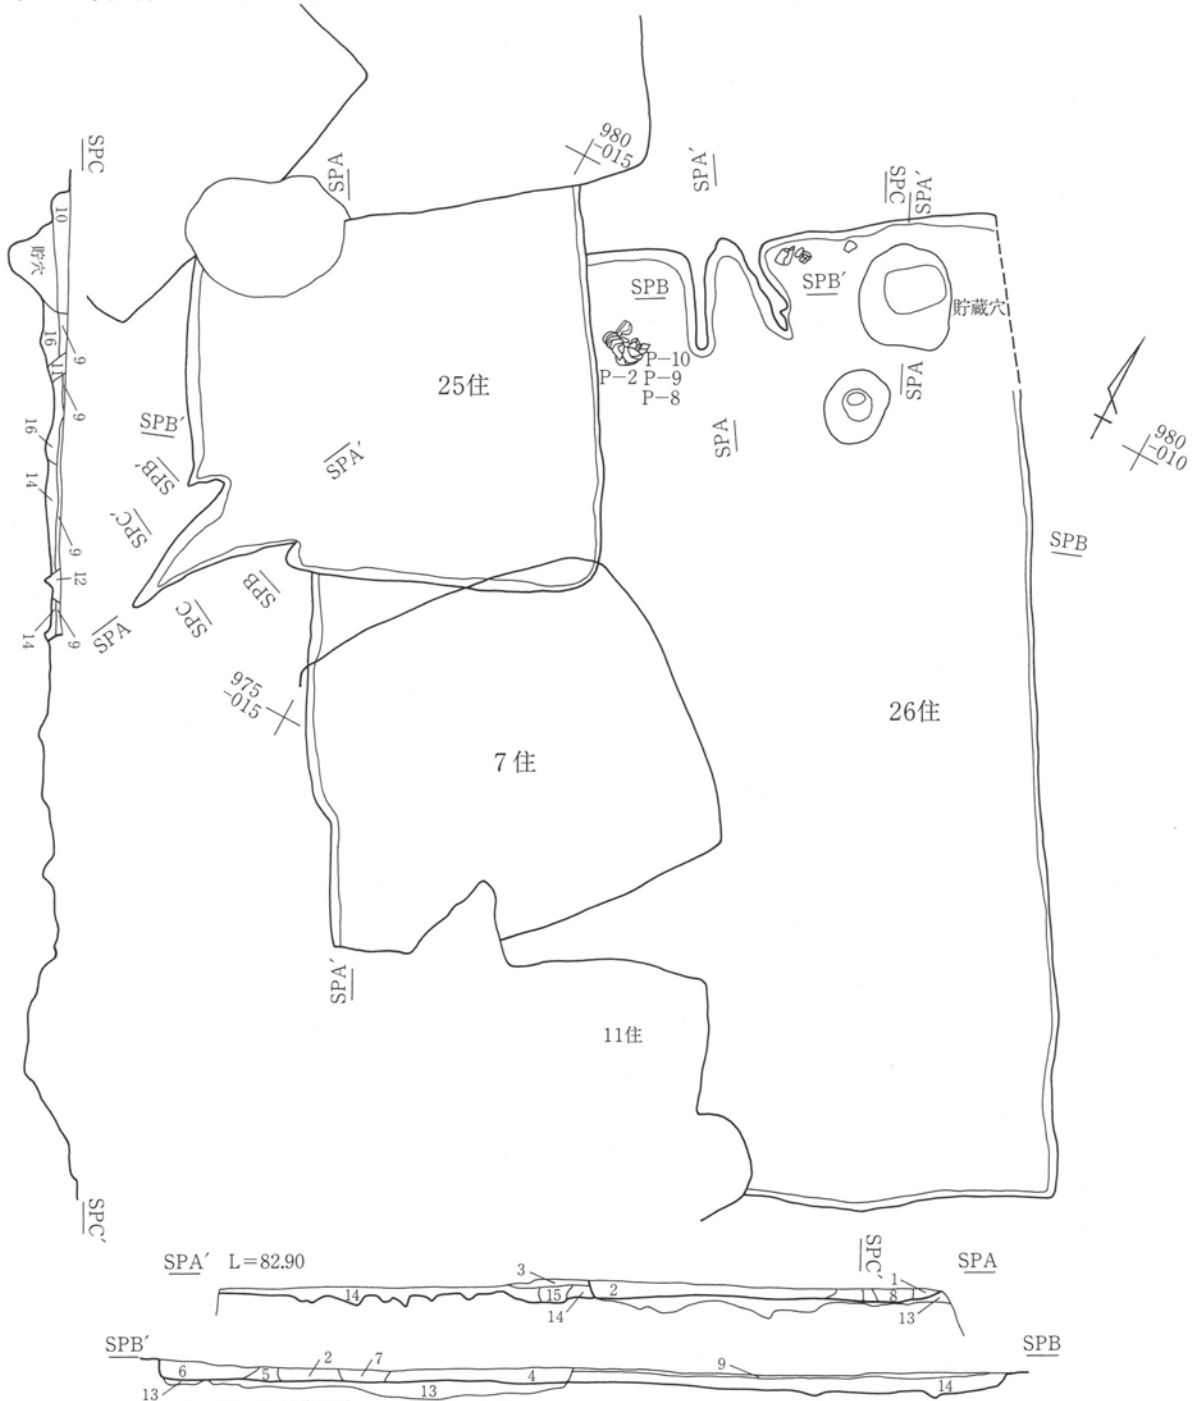 980
-015
SPC
SPA
SPA′
SPC
SPA′
10
貯穴
SPB
SPB′
貯蔵穴
16
9
11
9
25住
P-10
P-2 P-9
P-8
SPA
SPA
SPB′
16
SPA′
980
-010
14
SPB′
SPC′
SPB
9
12
SPB
SPC
SPA
14
9
975
-015
26住
7住
SPA′
11住
SPC′
SPA′ L=82.90
SPC′
SPA
3
14
15
14
2
1
8
13
SPB′
SPB
6
5
2
7
4
9
13
13
14